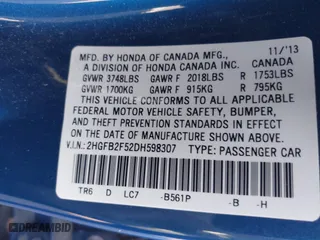 MFD. BY HONDA OF CANADA MFG., 11/'13
A DIVISION OF HONDA CANADA INC.
GVWR 3748LBS GAWR F 2018LBS R 1753LBS
GVWR 1700KG GAWR F 915KG R 795KG
THIS VEHICLE CONFORMS TO ALL APPLICABLE
FEDERAL MOTOR VEHICLE SAFETY, BUMPER,
AND THEFT PREVENTION STANDARDS IN EFFECT
ON THE DATE OF MANUFACTURE SHOWN ABOVE.
V.I.N.: 2HGFB2F52DH598307 TYPE: PASSENGER CAR
TR6 D LC7 -B561P -B -H
DREAMBID